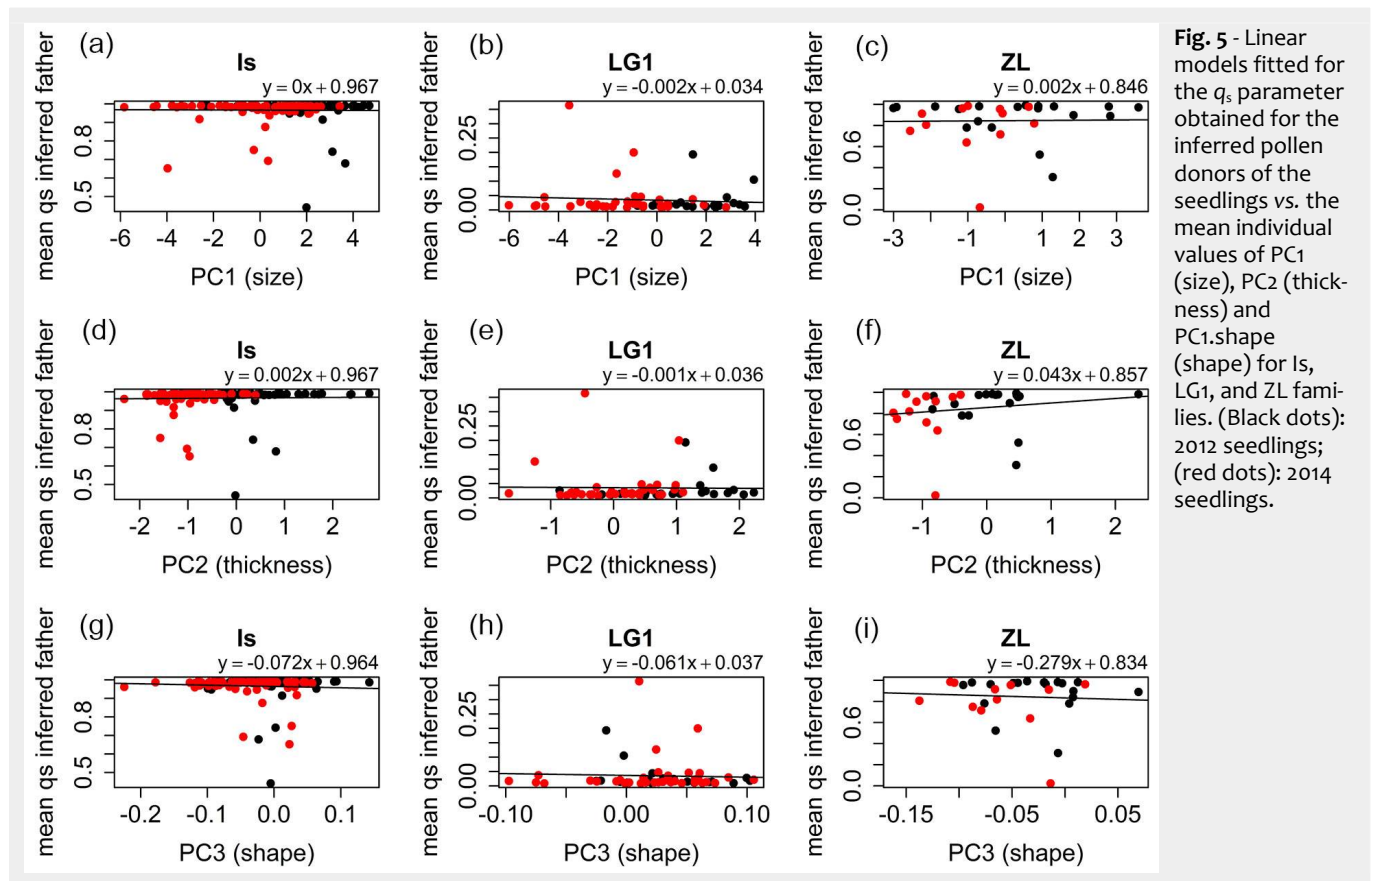 (a)
Is
y = 0x + 0.967
mean qs inferred father
0.5
0.8
-6
-4
-2
0
2
4
PC1 (size)
(b)
LG1
y = -0.002x + 0.034
mean qs inferred father
0.00
0.25
-6
-4
-2
0
2
4
PC1 (size)
(c)
ZL
y = 0.002x + 0.846
mean qs inferred father
0.0
0.6
-3
-1
1
2
3
PC1 (size)
(d)
Is
y = 0.002x + 0.967
mean qs inferred father
0.5
0.8
-2
-1
0
1
2
PC2 (thickness)
(e)
LG1
y = -0.001x + 0.036
mean qs inferred father
0.00
0.25
-1
0
1
2
PC2 (thickness)
(f)
ZL
y = 0.043x + 0.857
mean qs inferred father
0.0
0.6
-1
0
1
2
PC2 (thickness)
(g)
Is
y = -0.072x + 0.964
mean qs inferred father
0.5
0.8
-0.2
-0.1
0.0
0.1
PC3 (shape)
(h)
LG1
y = -0.061x + 0.037
mean qs inferred father
0.00
0.25
-0.10
0.00
0.10
PC3 (shape)
(i)
ZL
y = -0.279x + 0.834
mean qs inferred father
0.0
0.6
-0.15
-0.05
0.05
PC3 (shape)
Fig. 5 - Linear
models fitted for
the qs parameter
obtained for the
inferred pollen
donors of the
seedlings vs. the
mean individual
values of PC1
(size), PC2 (thick-
ness) and
PC1.shape
(shape) for Is,
LG1, and ZL fami-
lies. (Black dots):
2012 seedlings;
(red dots): 2014
seedlings.